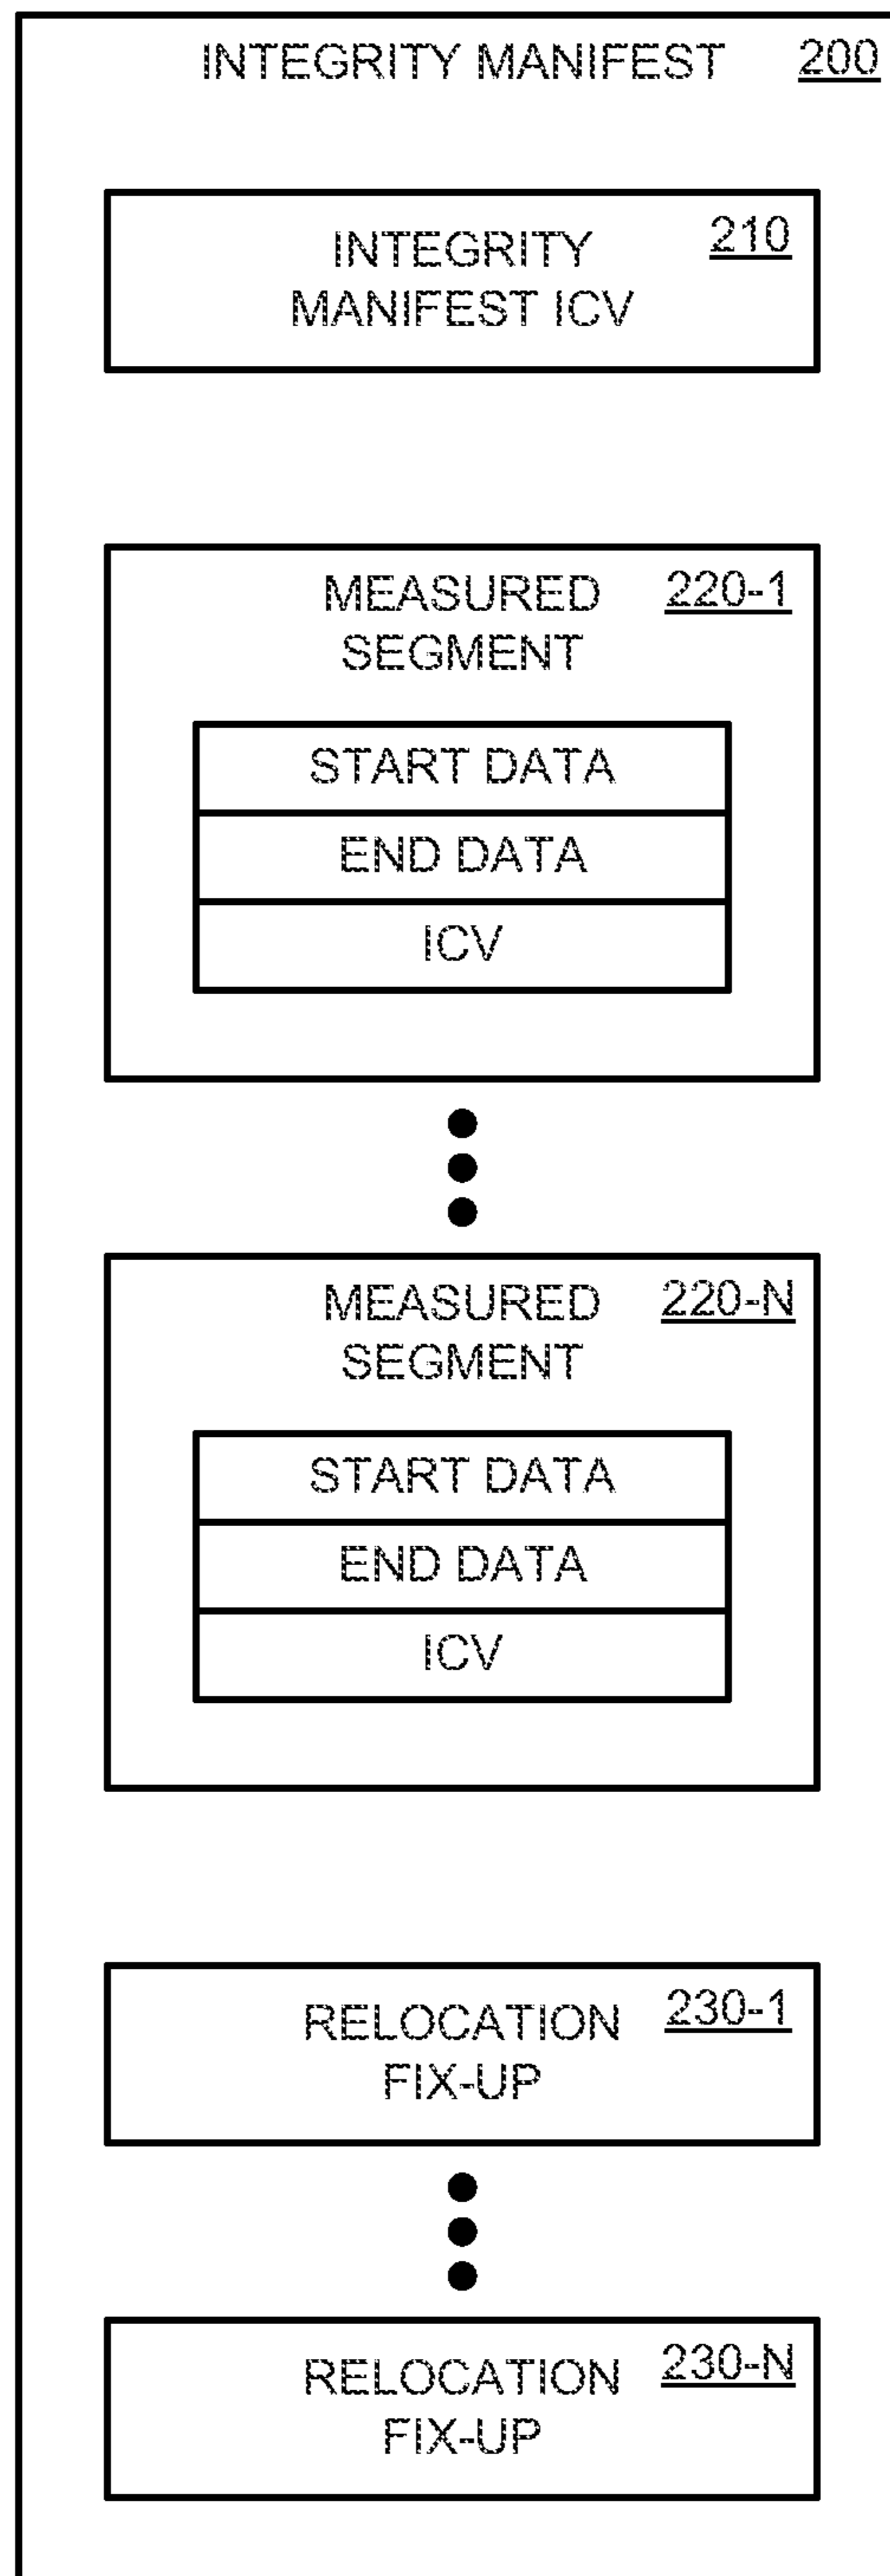 INTEGRITY MANIFEST 200
INTEGRITY 210
MANIFEST ICV
MEASURED 220-1
SEGMENT
START DATA
END DATA
ICV
MEASURED 220-N
SEGMENT
START DATA
END DATA
ICV
RELOCATION 230-1
FIX-UP
RELOCATION 230-N
FIX-UP